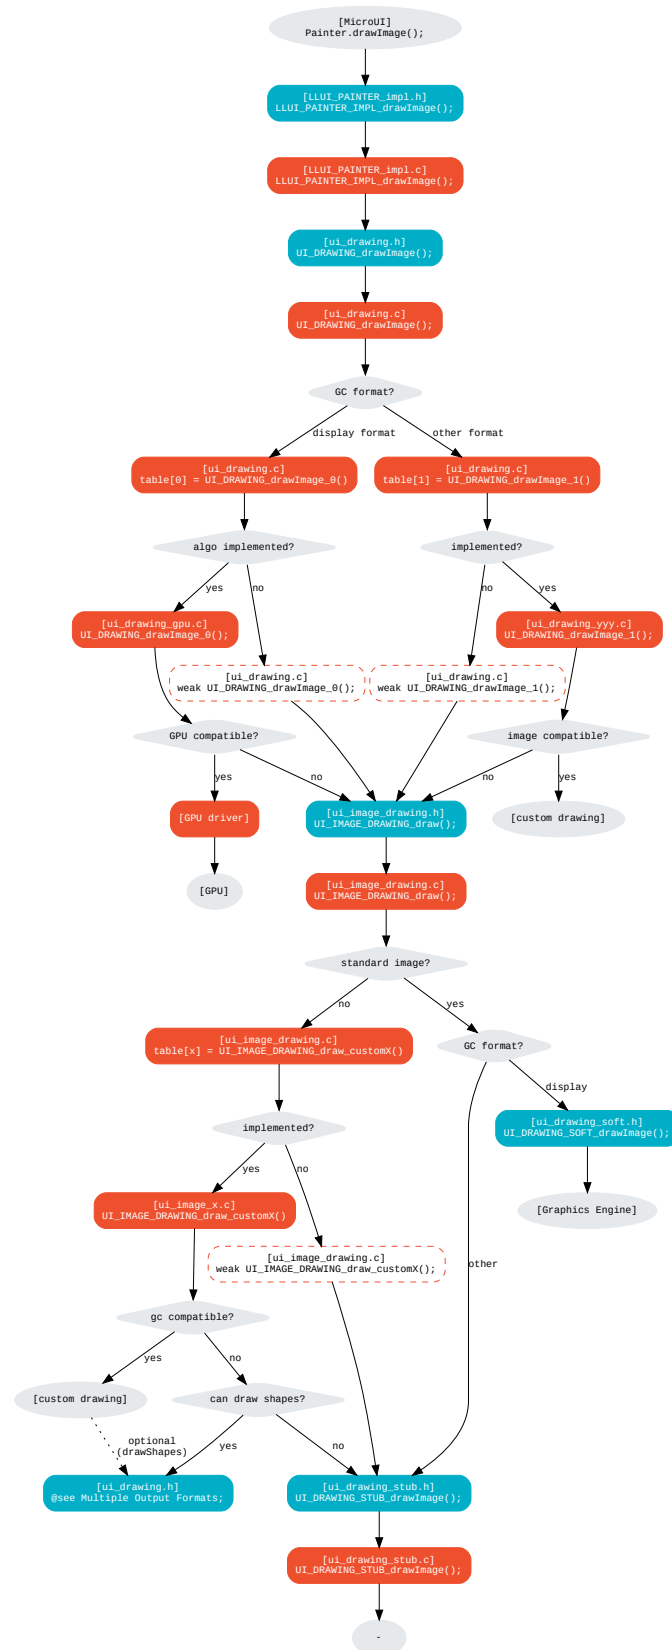 [MicroUI]
Painter.drawImage();
[LLUI_PAINTER_impl.h]
LLUI_PAINTER_IMPL_drawImage();
[LLUI_PAINTER_impl.c]
LLUI_PAINTER_IMPL_drawImage();
[ui_drawing.h]
UI_DRAWING_drawImage();
[ui_drawing.c]
UI_DRAWING_drawImage();
GC format?
display format
other format
[ui_drawing.c]
table[0] = UI_DRAWING_drawImage_0()
[ui_drawing.c]
table[1] = UI_DRAWING_drawImage_1()
algo implemented?
implemented?
yes
no
no
yes
[ui_drawing_gpu.c]
UI_DRAWING_drawImage_0();
[ui_drawing_yyy.c]
UI_DRAWING_drawImage_1();
[ui_drawing.c]
weak UI_DRAWING_drawImage_0();
[ui_drawing.c]
weak UI_DRAWING_drawImage_1();
GPU compatible?
image compatible?
yes
no
no
yes
[GPU driver]
[ui_image_drawing.h]
UI_IMAGE_DRAWING_draw();
[custom drawing]
[GPU]
[ui_image_drawing.c]
UI_IMAGE_DRAWING_draw();
standard image?
no
yes
[ui_image_drawing.c]
table[x] = UI_IMAGE_DRAWING_draw_customX()
GC format?
display
implemented?
[ui_drawing_soft.h]
UI_DRAWING_SOFT_drawImage();
yes
no
[ui_image_x.c]
UI_IMAGE_DRAWING_draw_customX()
[Graphics Engine]
[ui_image_drawing.c]
weak UI_IMAGE_DRAWING_draw_customX();
other
gc compatible?
yes
no
[custom drawing]
can draw shapes?
optional
(drawShapes)
yes
no
[ui_drawing.h]
@see Multiple Output Formats;
[ui_drawing_stub.h]
UI_DRAWING_STUB_drawImage();
[ui_drawing_stub.c]
UI_DRAWING_STUB_drawImage();
-